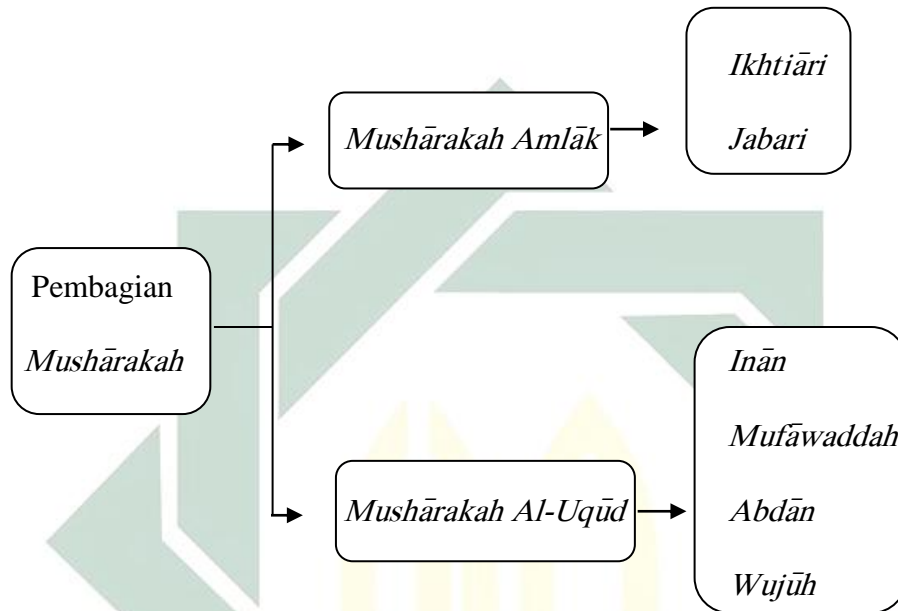 Pembagian
Mushārakah
Mushārakah Amlāk
Ikhtiāri
Jabari
Mushārakah Al-Uqūd
Inān
Mufāwaddah
Abdān
Wujūh